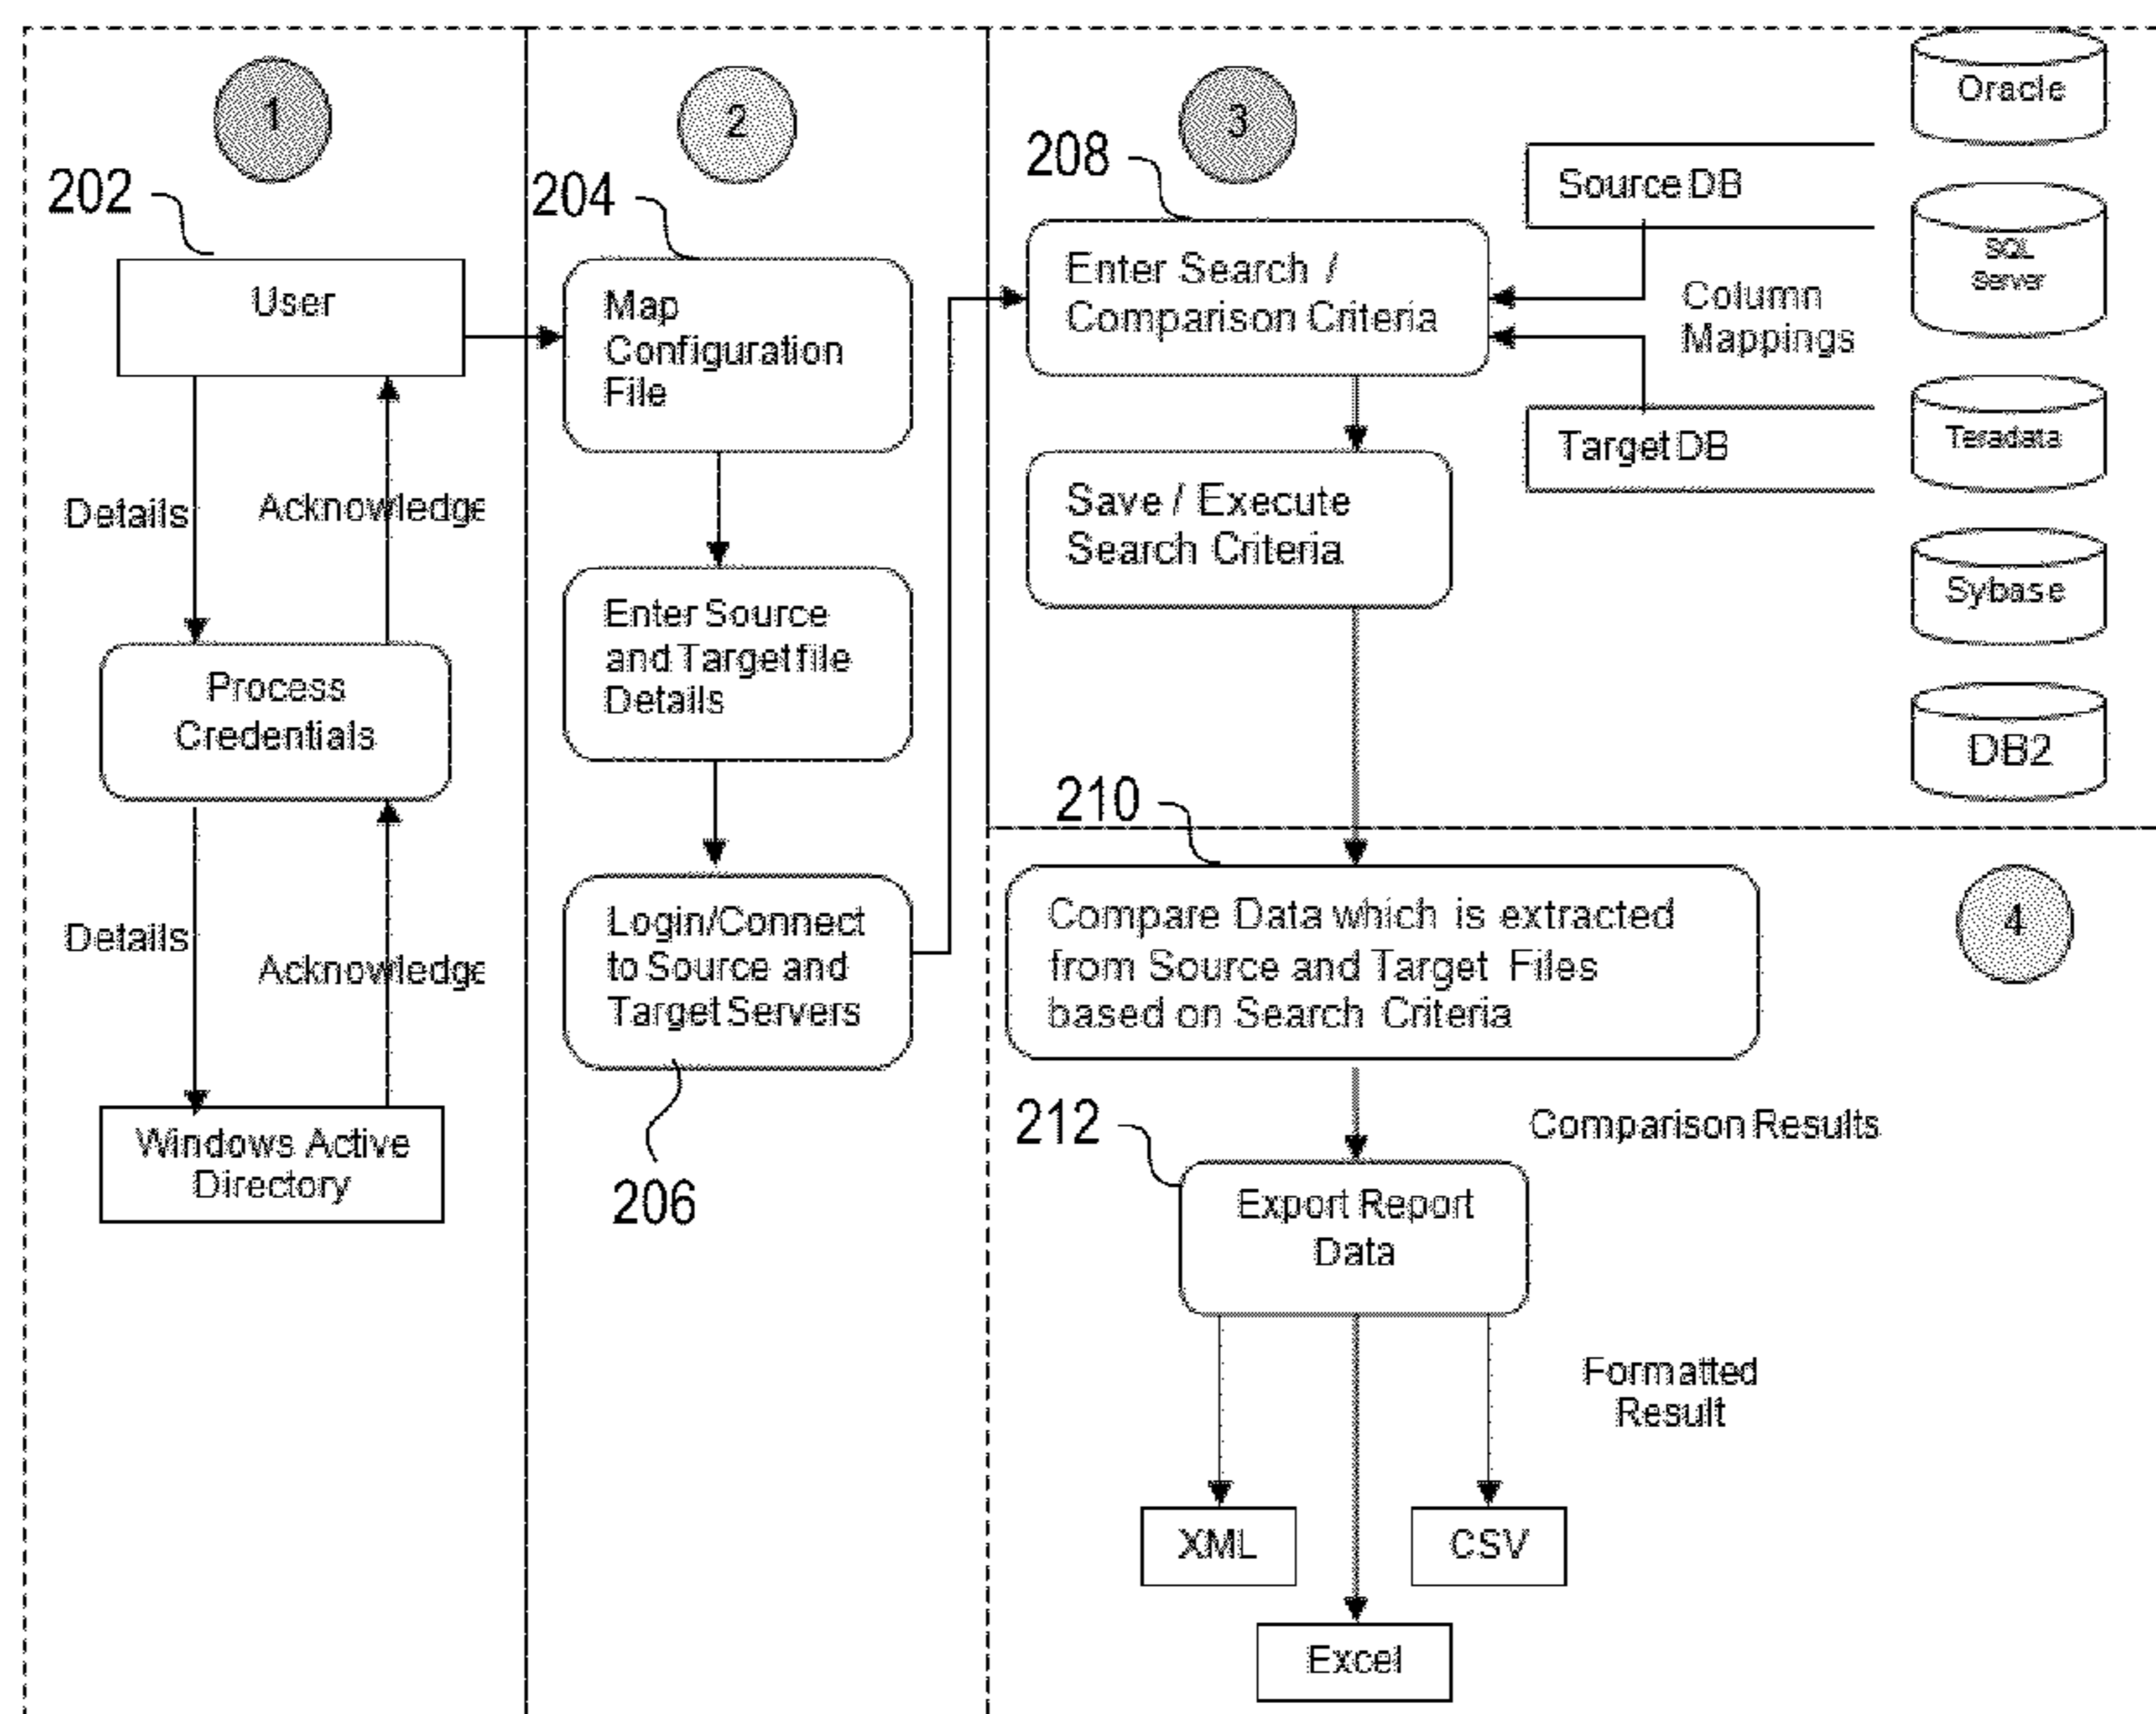 1
202
User
Details
Acknowledge
Process
Credentials
Details
Acknowledge
Windows Active
Directory
2
204
Map
Configuration
File
Enter Source
and Target file
Details
Login/Connect
to Source and
Target Servers
206
3
208
Enter Search /
Comparison Criteria
Save / Execute
Search Criteria
Source DB
Column
Mappings
Target DB
Oracle
SQL
Server
Teradata
Sybase
DB2
4
210
Compare Data which is extracted
from Source and Target Files
based on Search Criteria
Comparison Results
212
Export Report
Data
Formatted
Result
XML
CSV
Excel